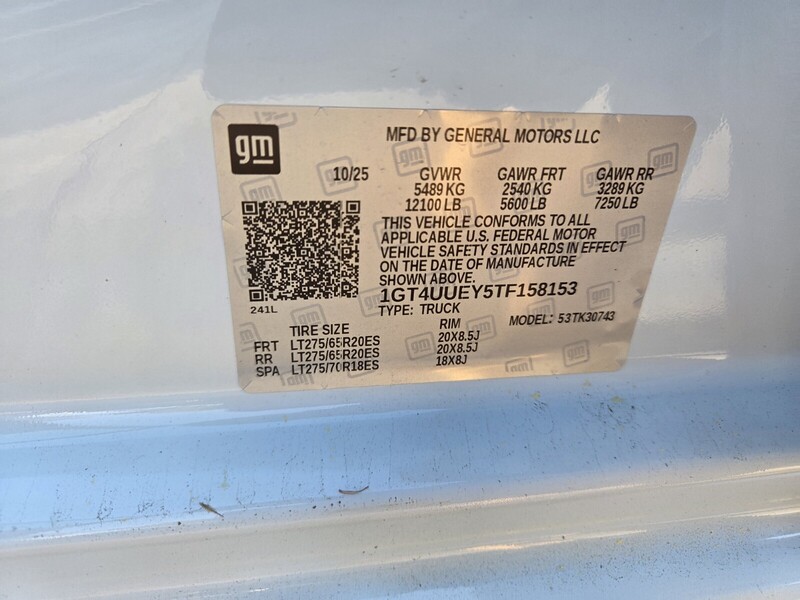 gm
MFD BY GENERAL MOTORS LLC
10/25 GVWR GAWR FRT GAWR RR
5489 KG 2540 KG 3289 KG
12100 LB 5600 LB 7250 LB
THIS VEHICLE CONFORMS TO ALL
APPLICABLE U.S. FEDERAL MOTOR
VEHICLE SAFETY STANDARDS IN EFFECT
ON THE DATE OF MANUFACTURE
SHOWN ABOVE.
1GT4UUEY5TF158153
241L
TYPE: TRUCK MODEL: 53TK30743
TIRE SIZE RIM
FRT LT275/65R20ES 20X8.5J
RR LT275/65R20ES 20X8.5J
SPA LT275/70R18ES 18X8J